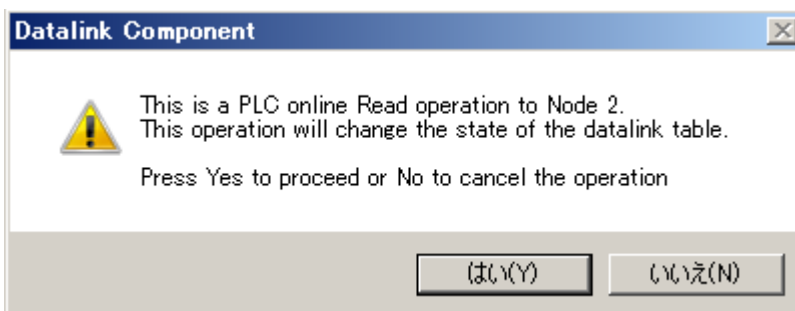 Datalink Component
This is a PLC online Read operation to Node 2.
This operation will change the state of the datalink table.
Press Yes to proceed or No to cancel the operation
はい(Y)
いいえ(N)